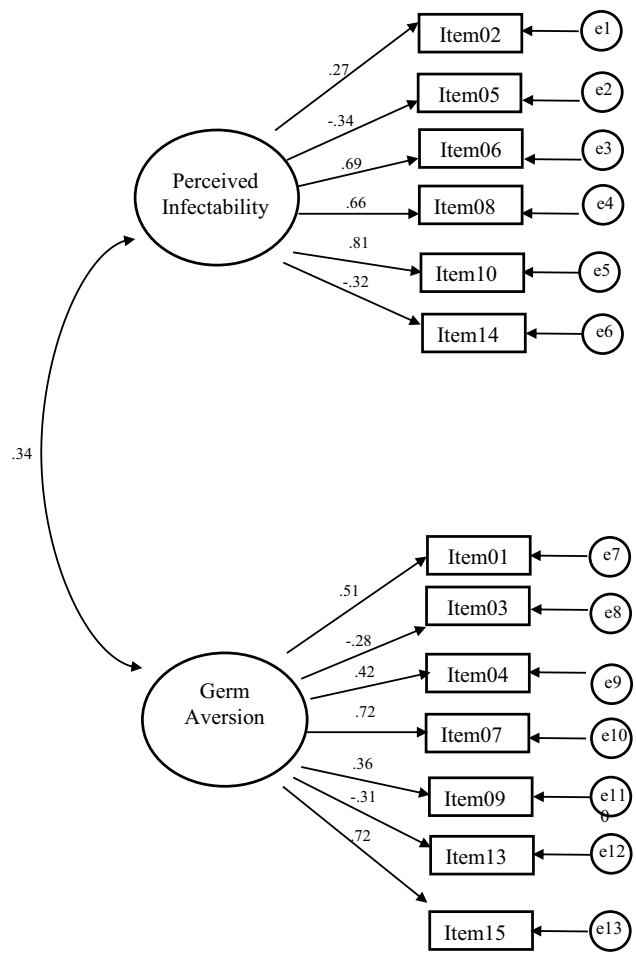 Item02
e1
.27
Item05
e2
-.34
Item06
e3
.69
Perceived
Infectability
Item08
e4
.66
.81
Item10
e5
-.32
Item14
e6
.34
Item01
e7
.51
Item03
e8
-.28
Item04
e9
.42
Germ
Aversion
.72
Item07
e10
.36
Item09
e11
0
-.31
Item13
e12
.72
Item15
e13